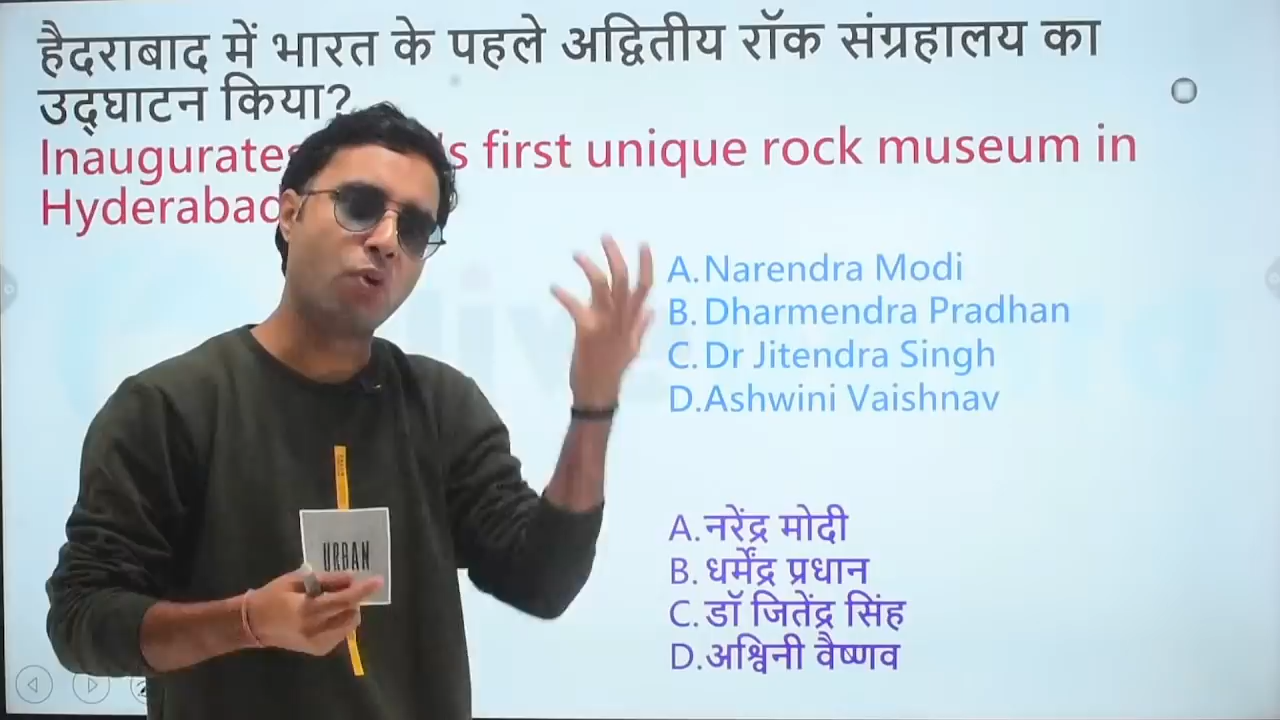 हैदराबाद में भारत के पहले अद्वितीय रॉक संग्रहालय का
उद्घाटन किया?
Inaugurates first unique rock museum in
Hyderabad
A. Narendra Modi
B. Dharmendra Pradhan
C. Dr Jitendra Singh
D. Ashwini Vaishnav
URBAN
A. नरेंद्र मोदी
B. धर्मेंद्र प्रधान
C. डॉ जितेंद्र सिंह
D. अश्विनी वैष्णव